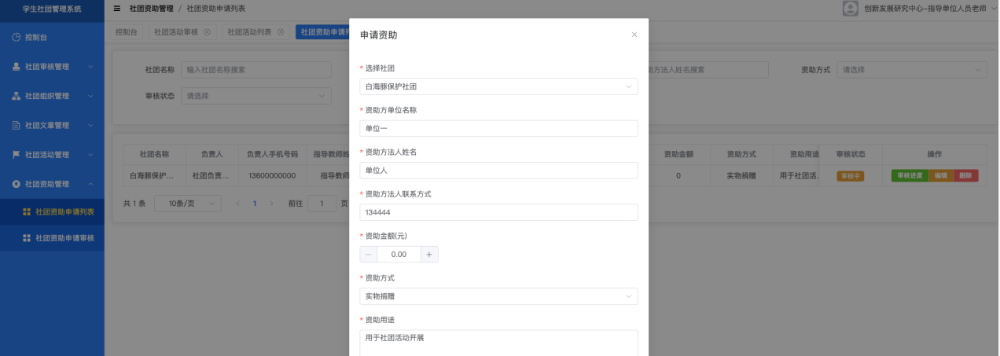 学生社团管理系统
社团资助管理 / 社团资助申请列表
创新发展研究中心-指导单位人员老师
控制台
社团审核管理
社团组织管理
社团文章管理
社团活动管理
社团资助管理
社团资助申请列表
社团资助申请审核
控制台 社团活动审核 社团活动列表 社团资助申请
社团名称 输入社团名称搜索
方法人姓名搜索
资助方式 请选择
审核状态 请选择
社团名称 负责人 负责人手机号码 指导教师姓 资助金额 资助方式 资助用途 审核状态 操作
白海豚保护... 社团负责... 13600000000 指导教师 0 实物捐赠 用于社团活. 审核中 审核进度 编辑 删除
共 1 条 10条/页 1 前往 1 页
申请资助
* 选择社团
白海豚保护社团
* 资助方单位名称
单位一
* 资助方法人姓名
单位人
* 资助方法人联系方式
134444
* 资助金额(元)
0.00
* 资助方式
实物捐赠
* 资助用途
用于社团活动开展